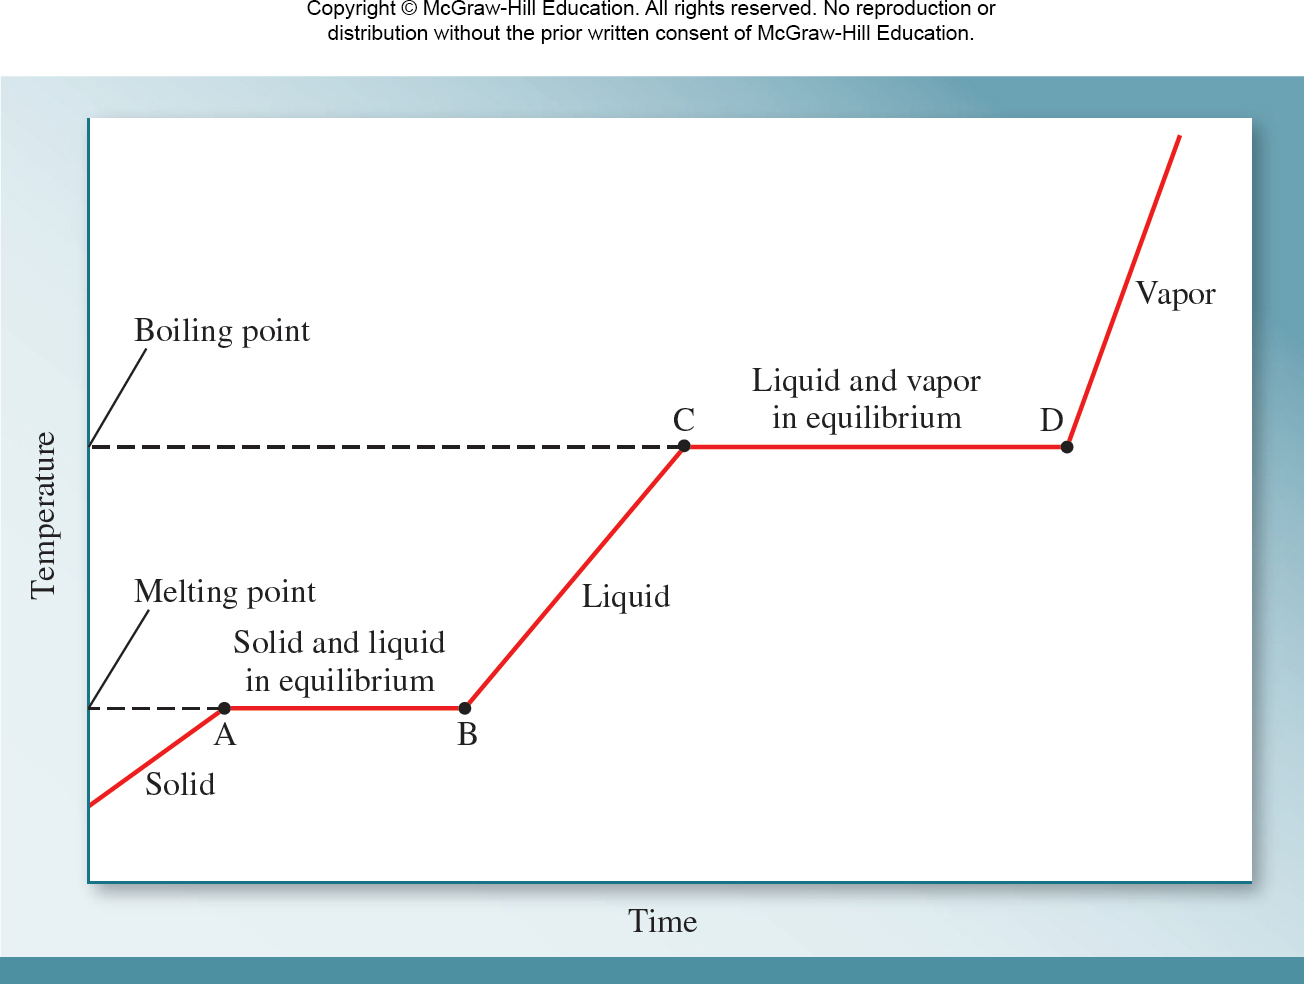 Copyright © McGraw-Hill Education. All rights reserved. No reproduction or
distribution without the prior written consent of McGraw-Hill Education.
Boiling point
Vapor
Liquid and vapor
in equilibrium
C
D
Temperature
Melting point
Liquid
Solid and liquid
in equilibrium
A
B
Solid
Time